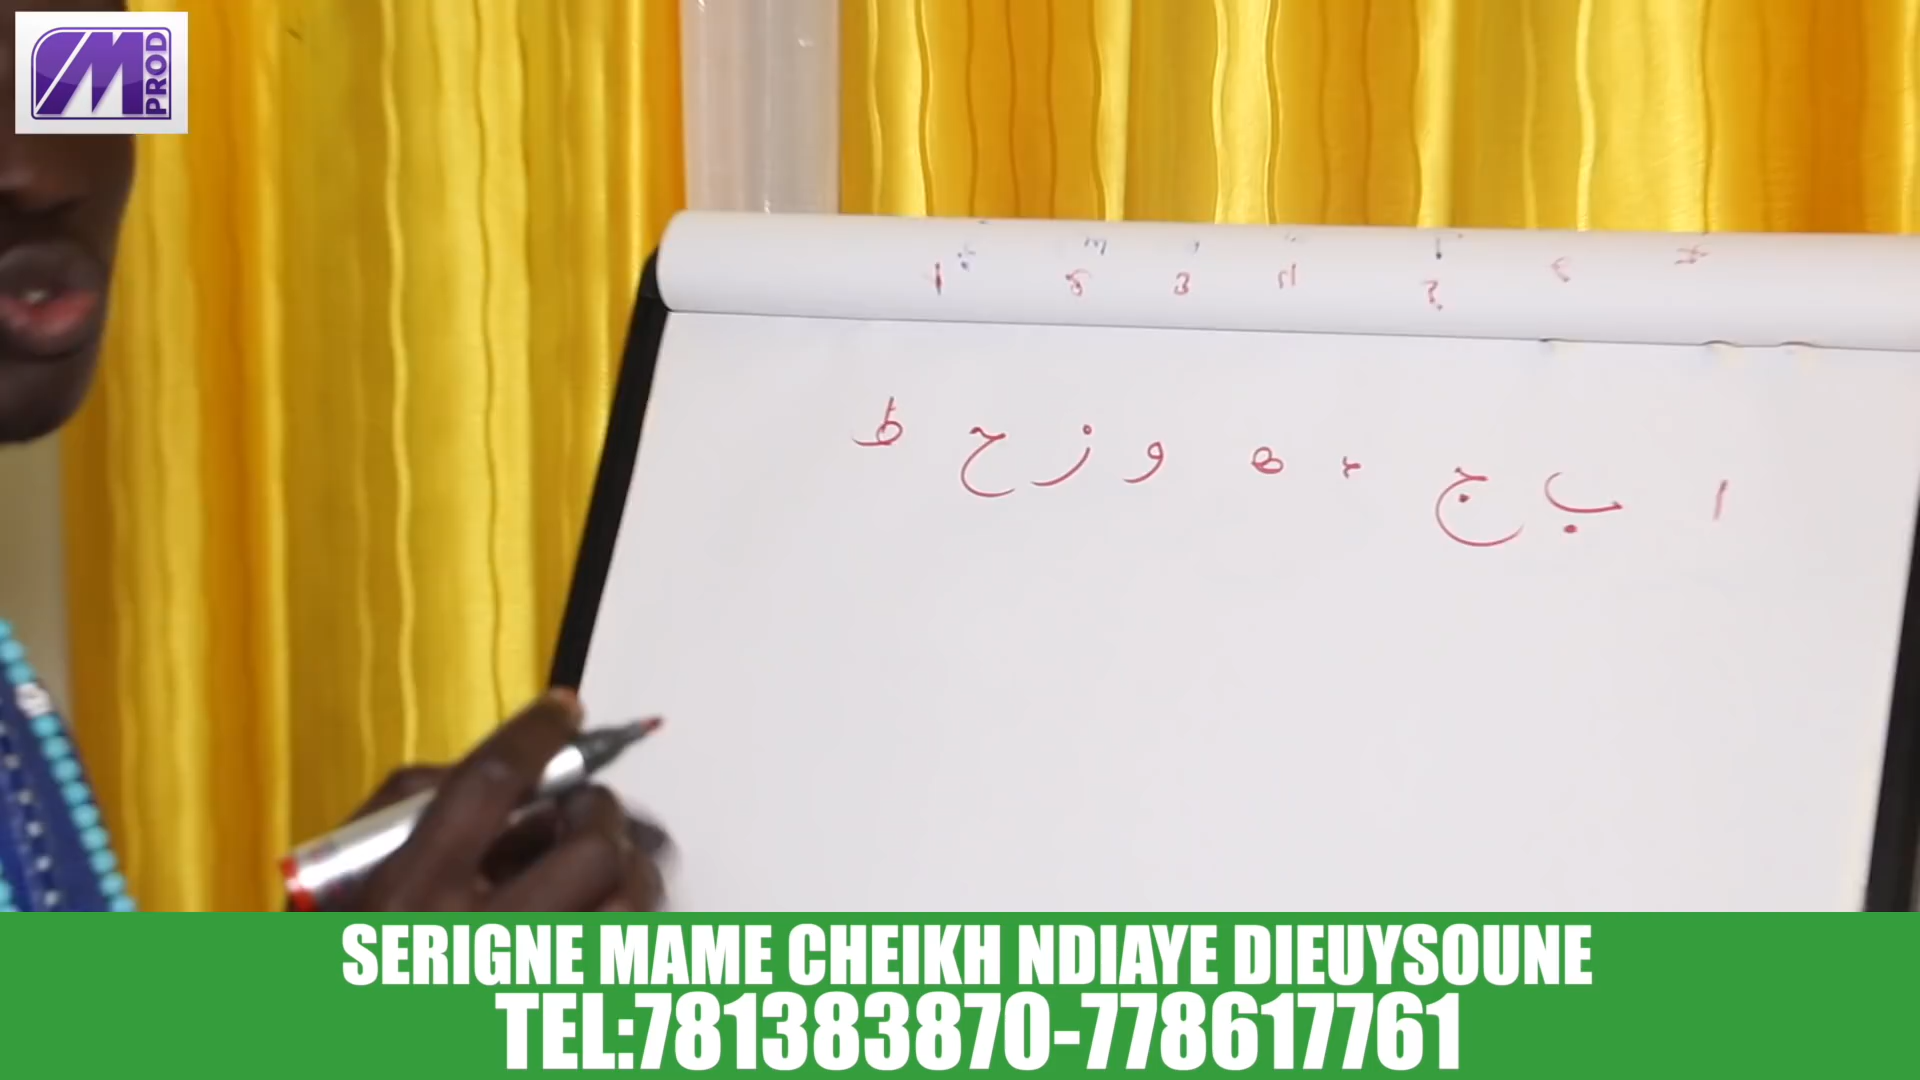 M PROD
ا ب ج د ه و ز ح ط
SERIGNE MAME CHEIKH NDIAYE DIEUYSOUNE
TEL:781383870-778617761